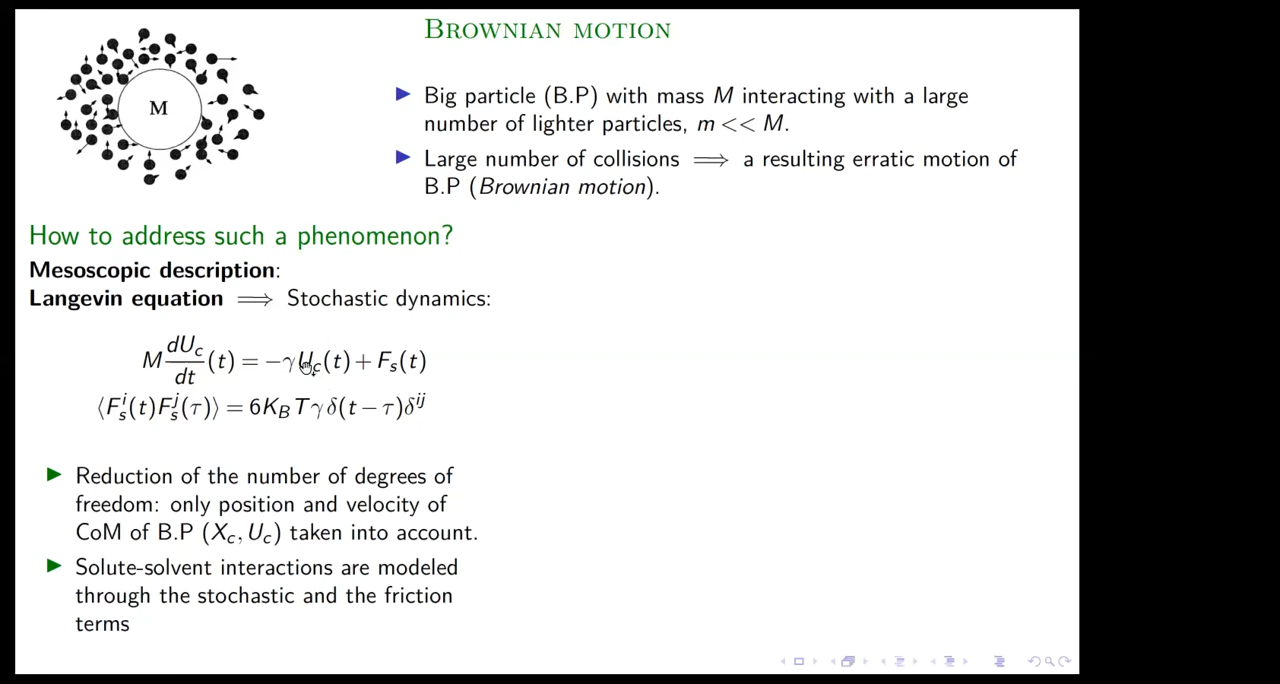 BROWNIAN MOTION
M
▶ Big particle (B.P) with mass M interacting with a large
number of lighter particles, m << M.
▶ Large number of collisions ⟹ a resulting erratic motion of
B.P (Brownian motion).
How to address such a phenomenon?
Mesoscopic description:
Langevin equation ⟹ Stochastic dynamics:
M dU_c/dt (t) = −γU_c(t) + F_s(t)
⟨F_s^i(t)F_s^j(τ)⟩ = 6K_B Tγδ(t − τ)δ^{ij}
▶ Reduction of the number of degrees of
freedom: only position and velocity of
CoM of B.P (X_c, U_c) taken into account.
▶ Solute-solvent interactions are modeled
through the stochastic and the friction
terms